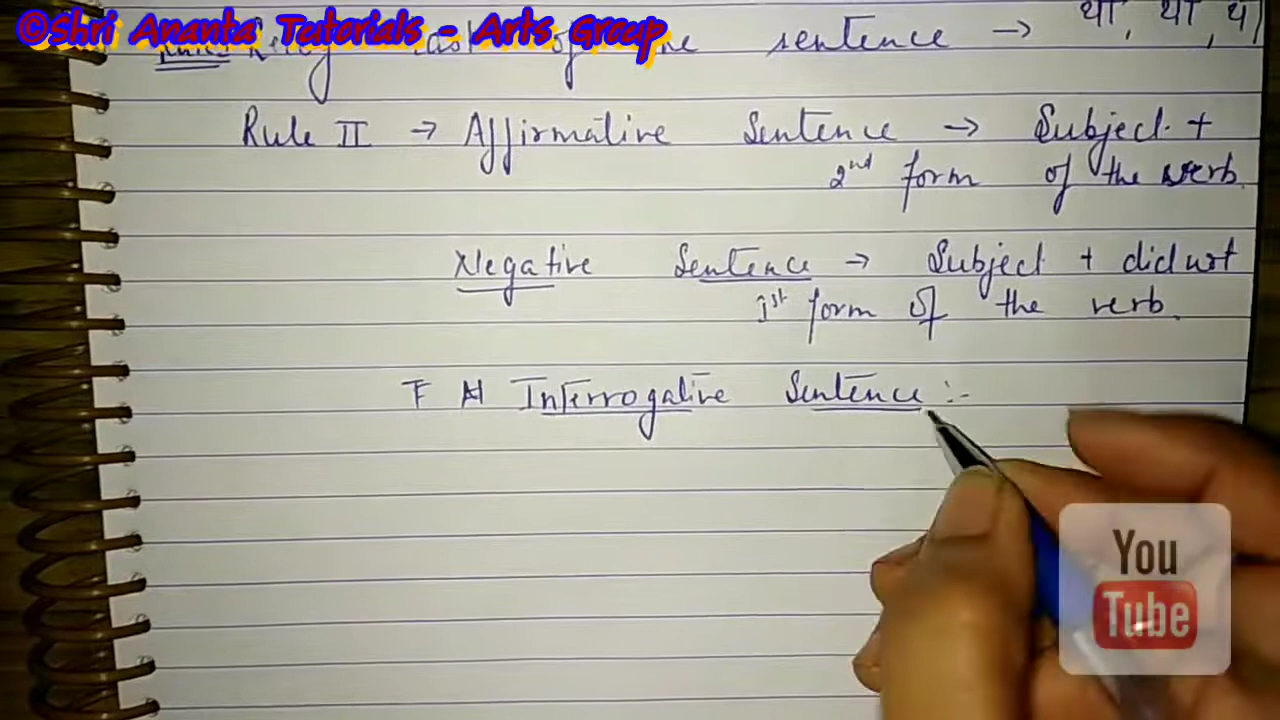 ©Shri Ananta Tutorials - Arts Group
of sentence → था, थी, थे
Rule II → Affirmative Sentence → Subject +
2nd form of the verb.
Negative Sentence → Subject + did not
1st form of the verb.
Interrogative Sentence :-
You
Tube